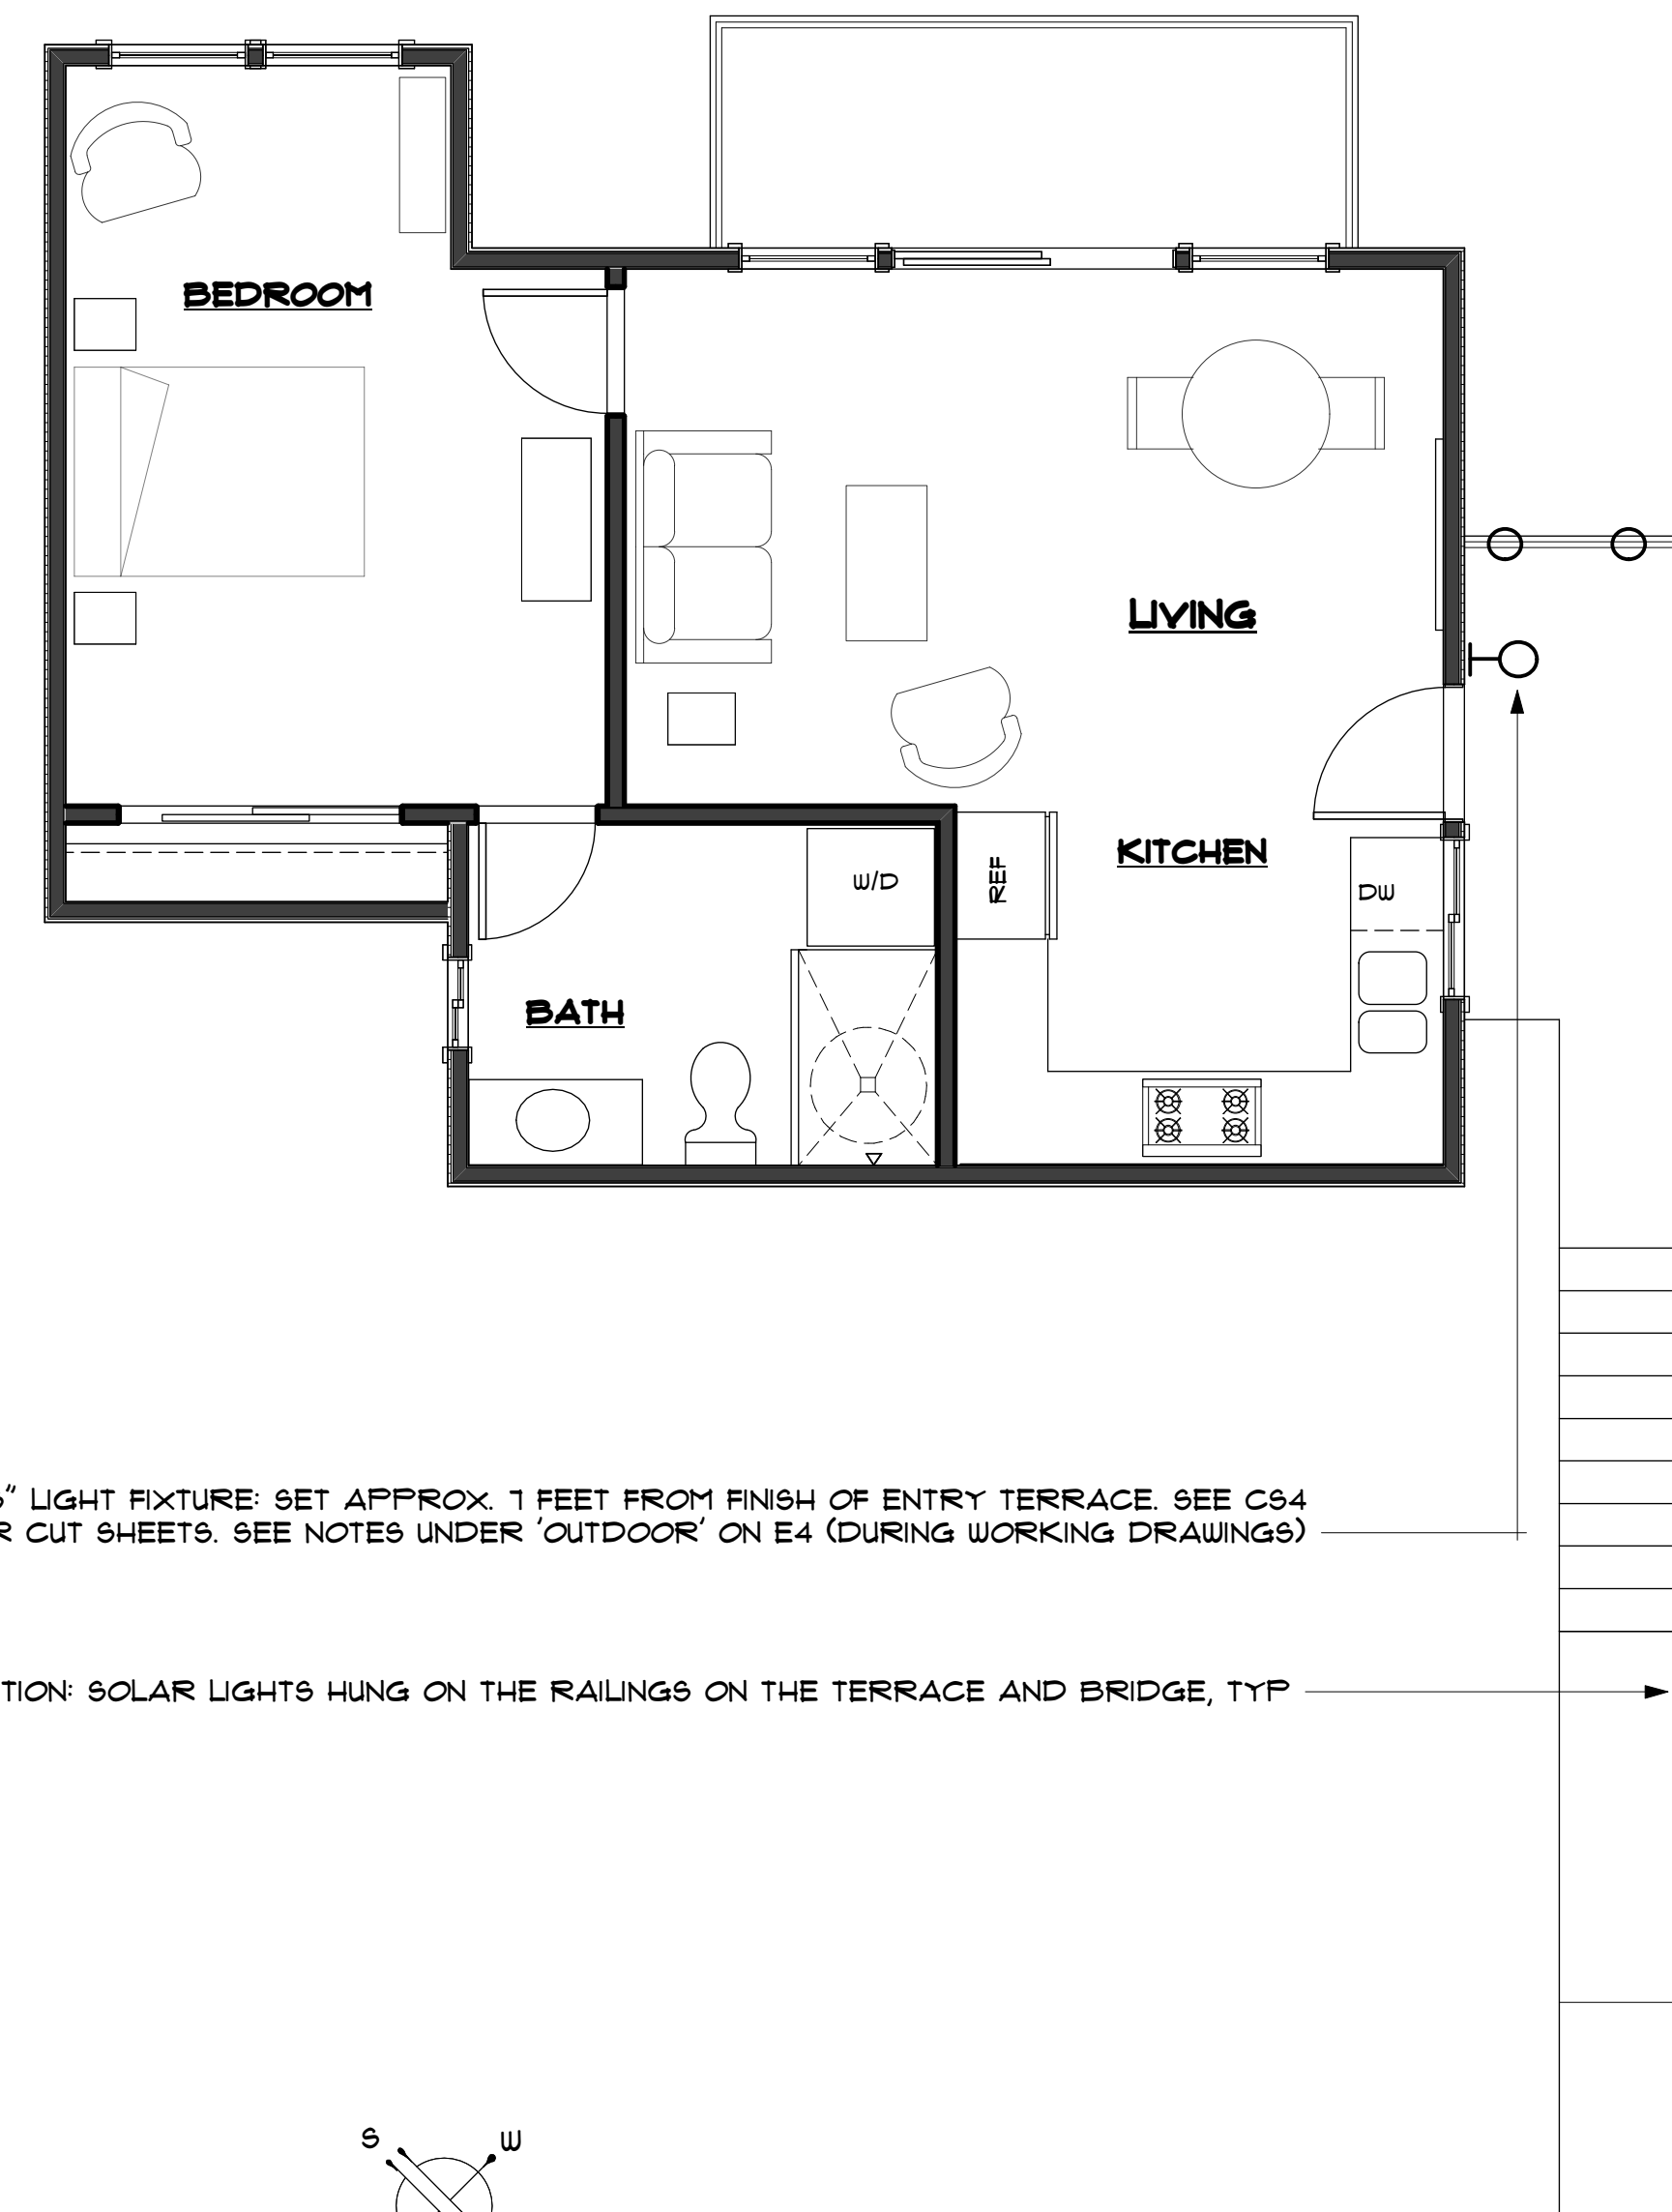 BEDROOM
LIVING
KITCHEN
W/D
REF
DW
BATH
LIGHT FIXTURE: SET APPROX. 7 FEET FROM FINISH OF ENTRY TERRACE. SEE CS4
CUT SHEETS. SEE NOTES UNDER 'OUTDOOR' ON E4 (DURING WORKING DRAWINGS)
SOLAR LIGHTS HUNG ON THE RAILINGS ON THE TERRACE AND BRIDGE, TYP
S W